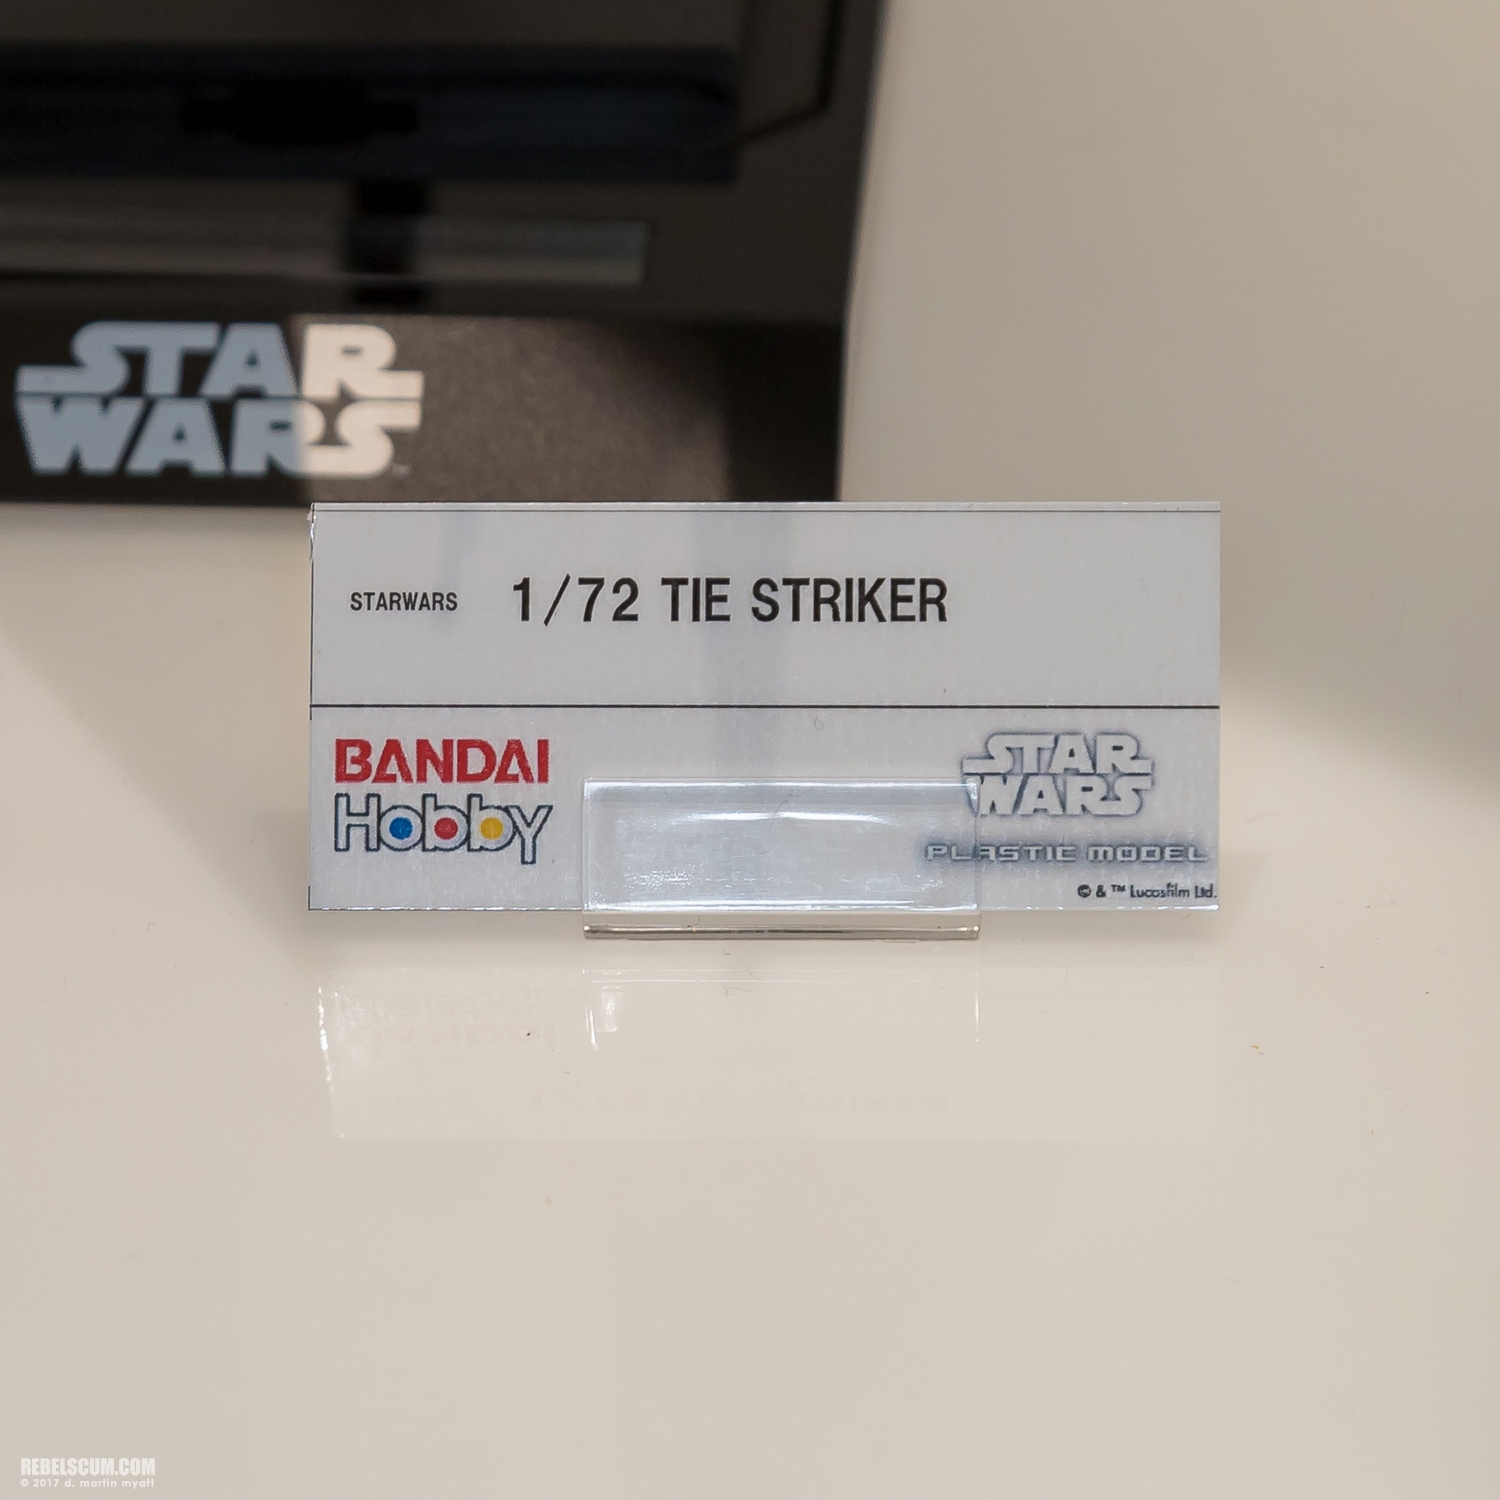 STAR
WARS
™
STARWARS 1/72 TIE STRIKER
BANDAI
Hobby
STAR
WARS
PLASTIC MODEL
© & ™ Lucasfilm Ltd.
REBELSCUM.COM
© 2017 d. martin myatt